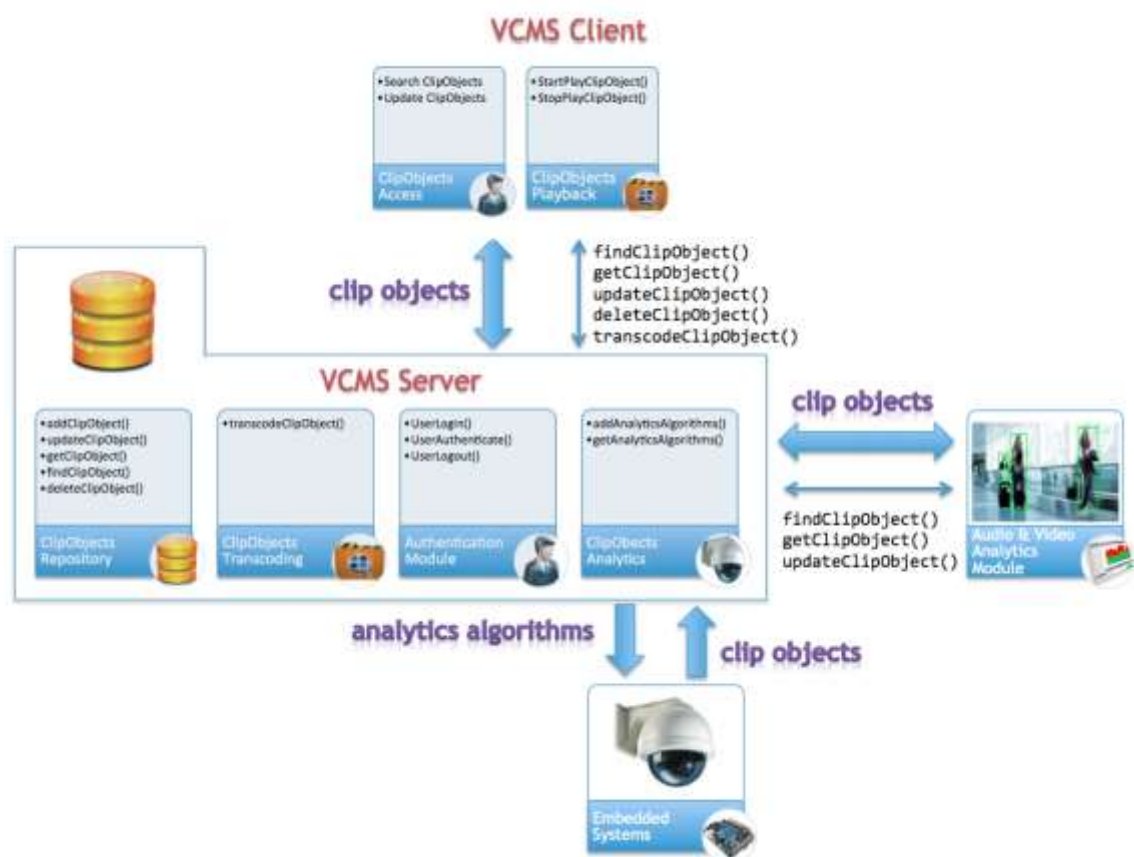 VCMS Client
•Search ClipObjects
•Update ClipObjects
ClipObjects
Access
•StartPlayClipObject()
•StopPlayClipObject()
ClipObjects
Playback
clip objects
findClipObject()
getClipObject()
updateClipObject()
deleteClipObject()
transcodeClipObject()
VCMS Server
•addClipObject()
•updateClipObject()
•getClipObject()
•findClipObject()
•deleteClipObject()
ClipObjects
Repository
•transcodeClipObject()
ClipObjects
Transcoding
•UserLogin()
•UserAuthenticate()
•UserLogout()
Authentication
Module
•addAnalyticsAlgorithms()
•getAnalyticsAlgorithms()
ClipObects
Analytics
clip objects
findClipObject()
getClipObject()
updateClipObject()
Audio & Video
Analytics
Module
analytics algorithms
clip objects
Embedded
Systems